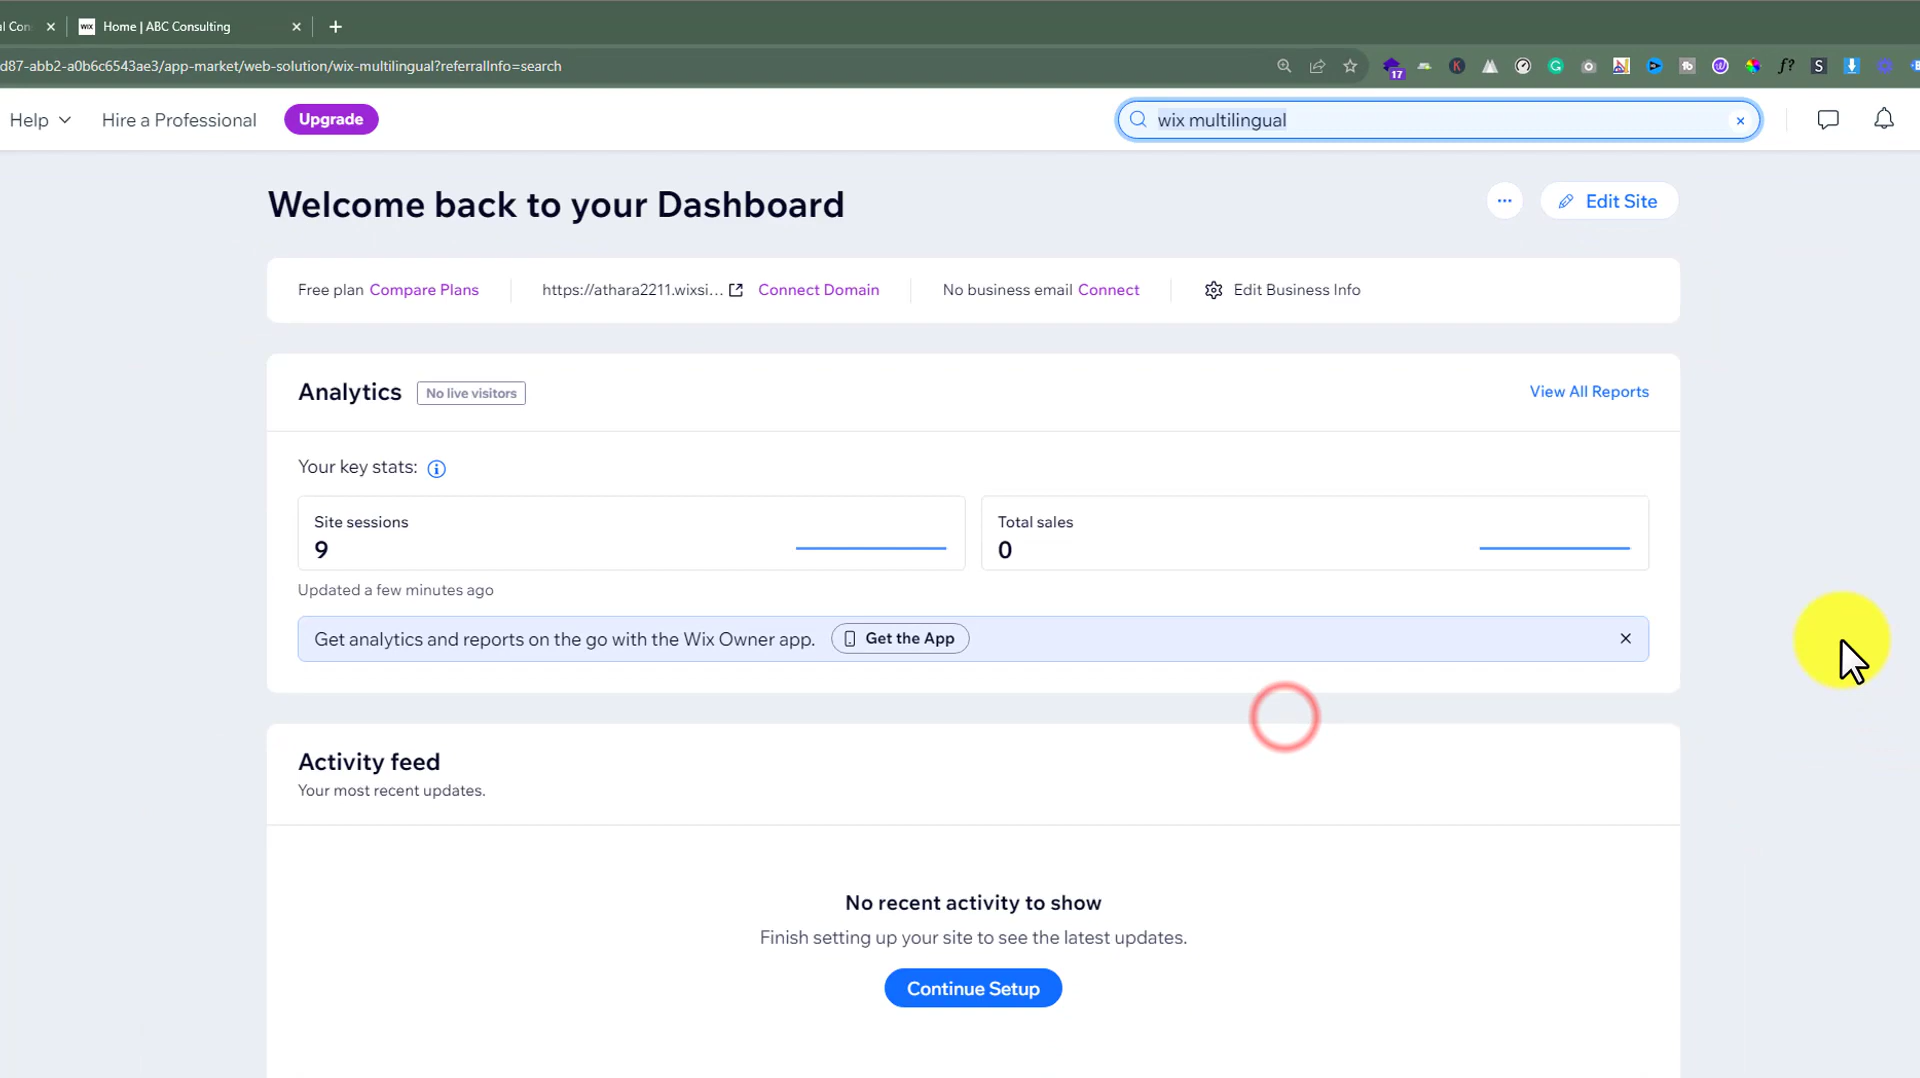 al Con
WIX Home | ABC Consulting
d87-abb2-a0b6c6543ae3/app-market/web-solution/wix-multilingual?referralInfo=search
17
Help
Hire a Professional
Upgrade
wix multilingual
Welcome back to your Dashboard
Edit Site
Free plan Compare Plans
https://athara2211.wixsi... Connect Domain
No business email Connect
Edit Business Info
Analytics
No live visitors
View All Reports
Your key stats:
Site sessions
9
Total sales
0
Updated a few minutes ago
Get analytics and reports on the go with the Wix Owner app.
Get the App
Activity feed
Your most recent updates.
No recent activity to show
Finish setting up your site to see the latest updates.
Continue Setup